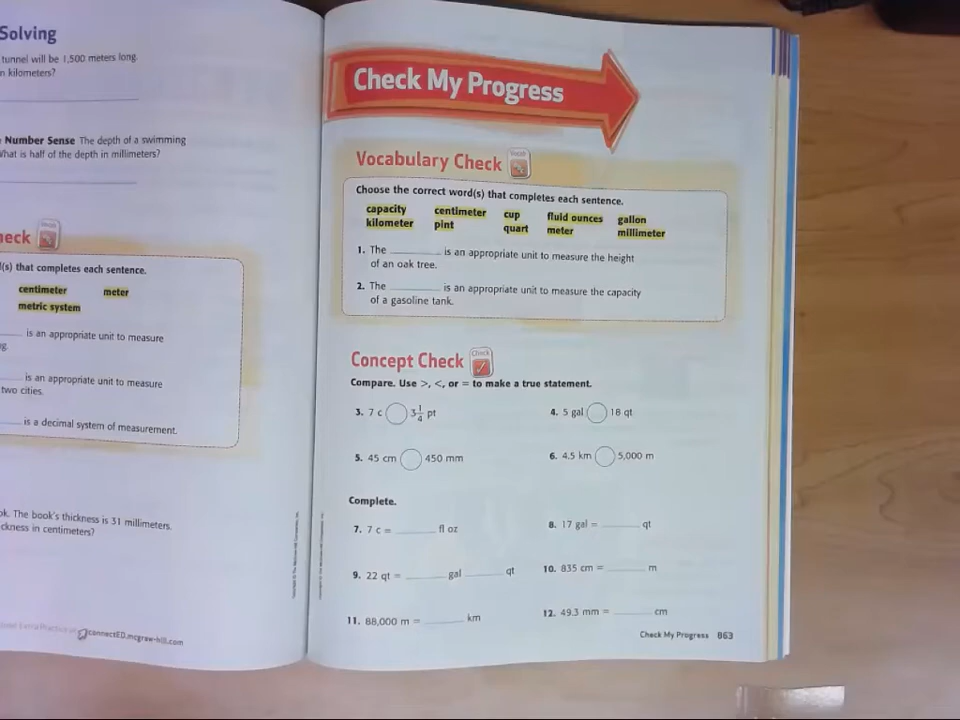 Solving
tunnel will be 1,500 meters long.
n kilometers?
Number Sense The depth of a swimming
What is half of the depth in millimeters?
eck
(s) that completes each sentence.
centimeter meter
metric system
is an appropriate unit to measure
g.
is an appropriate unit to measure
two cities.
is a decimal system of measurement.
ok. The book's thickness is 31 millimeters.
ckness in centimeters?
connectED.mcgraw-hill.com
Check My Progress
Vocabulary Check
Choose the correct word(s) that completes each sentence.
capacity centimeter cup fluid ounces gallon
kilometer pint quart meter millimeter
1. The ________ is an appropriate unit to measure the height
of an oak tree.
2. The ________ is an appropriate unit to measure the capacity
of a gasoline tank.
Concept Check Check
Compare. Use >, <, or = to make a true statement.
3. 7 c ◯ 3 1/4 pt 4. 5 gal ◯ 18 qt
5. 45 cm ◯ 450 mm 6. 4.5 km ◯ 5,000 m
Complete.
7. 7 c = ______ fl oz 8. 17 gal = ______ qt
9. 22 qt = ______ gal ______ qt 10. 835 cm = ______ m
11. 88,000 m = ______ km 12. 49.3 mm = ______ cm
Check My Progress 863